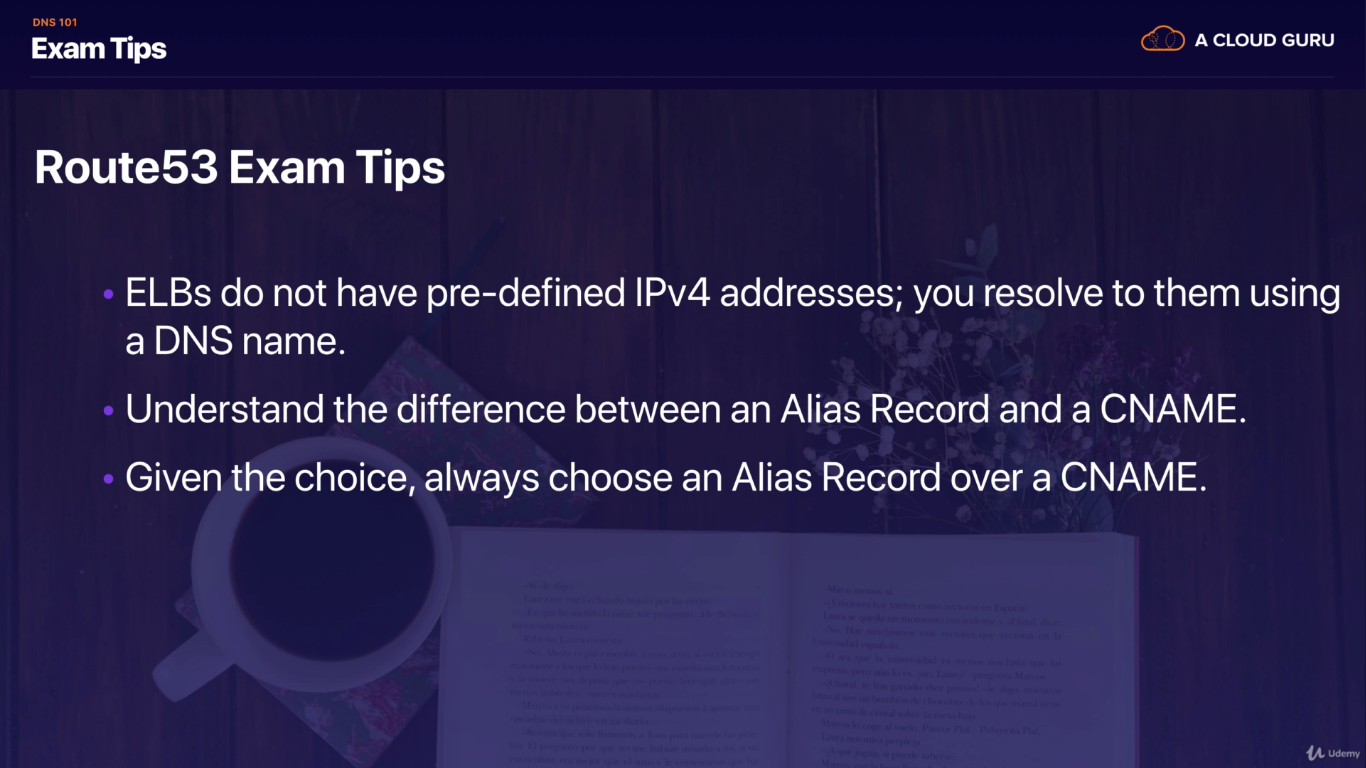 DNS 101
Exam Tips
A CLOUD GURU
Route53 Exam Tips
• ELBs do not have pre-defined IPv4 addresses; you resolve to them using
a DNS name.
• Understand the difference between an Alias Record and a CNAME.
• Given the choice, always choose an Alias Record over a CNAME.
Udemy